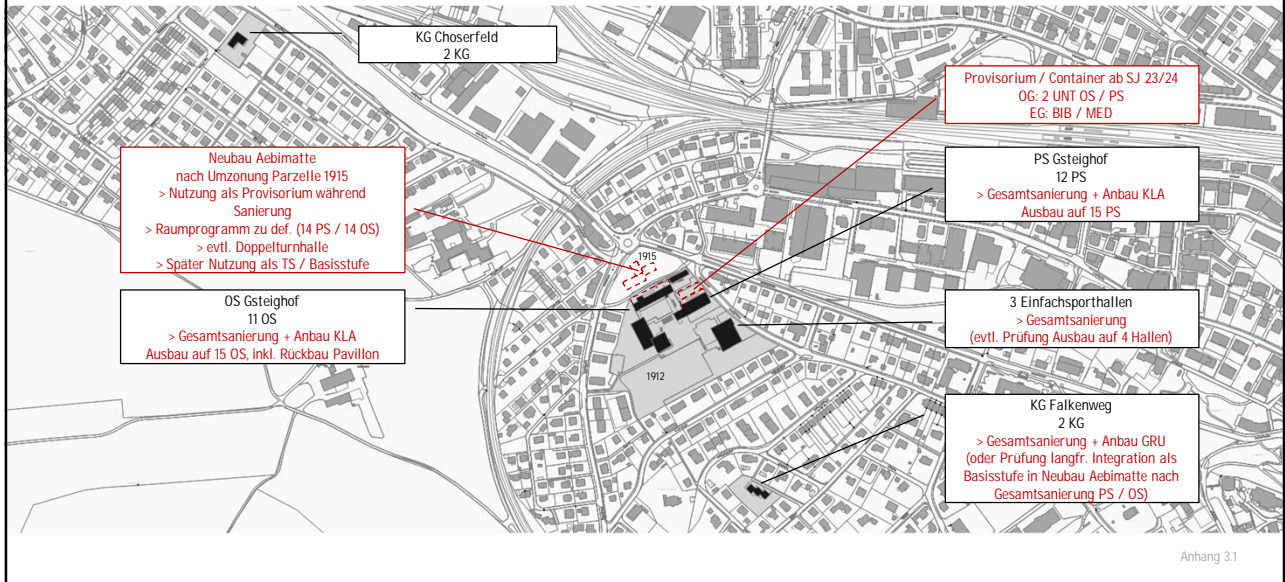 KG Choserfeld
2 KG
Provisorium / Container ab SJ 23/24
OG: 2 UNT OS / PS
EG: BIB / MED
Neubau Aebimatte
nach Umzonung Parzelle 1915
> Nutzung als Provisorium während
Sanierung
> Raumprogramm zu def. (14 PS / 14 OS)
> evtl. Doppelturnhalle
> Später Nutzung als TS / Basisstufe
PS Gsteighof
12 PS
> Gesamtsanierung + Anbau KLA
Ausbau auf 15 PS
1915
OS Gsteighof
11 OS
> Gesamtsanierung + Anbau KLA
Ausbau auf 15 OS, inkl. Rückbau Pavillon
3 Einfachsporthallen
> Gesamtsanierung
(evtl. Prüfung Ausbau auf 4 Hallen)
1912
KG Falkenweg
2 KG
> Gesamtsanierung + Anbau GRU
(oder Prüfung langfr. Integration als
Basisstufe in Neubau Aebimatte nach
Gesamtsanierung PS / OS)
Anhang 3.1